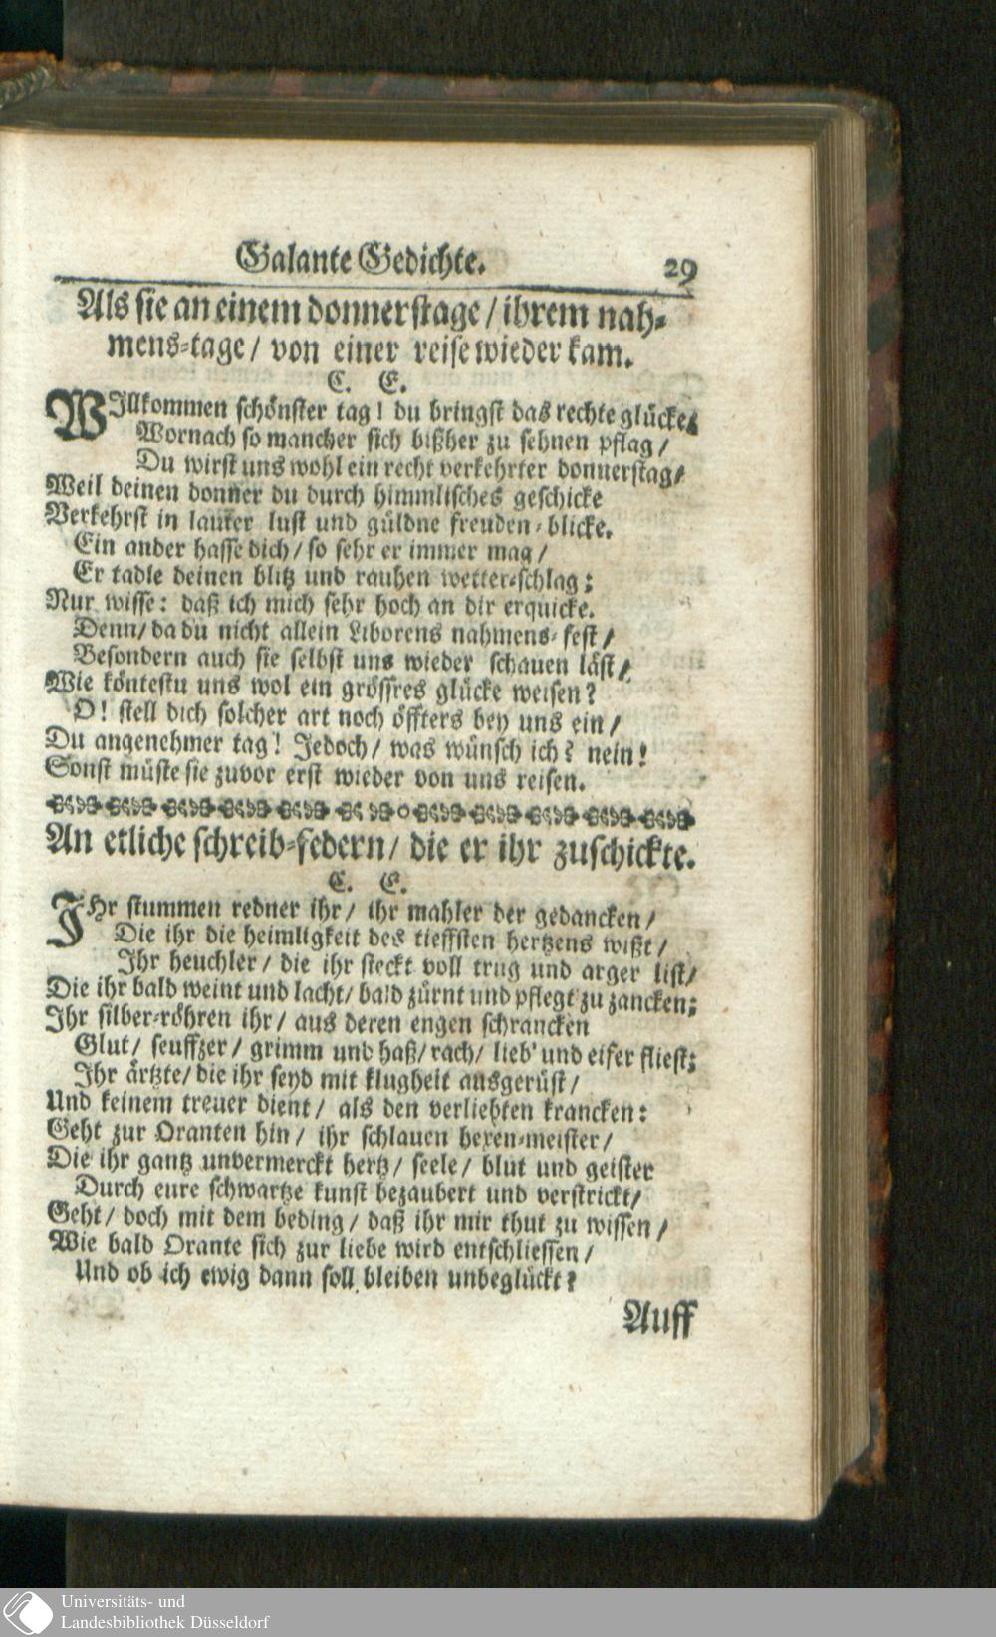 Galante Gedichte. 29
Als sie an einem donnerstage / ihrem nah-
mens-tage / von einer reise wieder kam.
C. E.
WIllkommen schönster tag! du bringst das rechte glücke /
Wornach so mancher sich bißher zu sehnen pflag /
Du wirst uns wohl ein recht verkehrter donnerstag /
Weil deinen donner du durch himmlisches geschicke
Verkehrst in lauter lust und güldne freuden-blicke.
Ein ander hasse dich / so sehr er immer mag /
Er tadle deinen blitz und rauhen wetter-schlag;
Nur wisse: daß ich mich sehr hoch an dir erquicke.
Denn / da du nicht allein Liborens nahmens-fest /
Besondern auch sie selbst uns wieder schauen läst /
Wie köntestu uns wol ein grössres glücke weisen?
O! stell dich solcher art noch öffters bey uns ein /
Du angenehmer tag! Jedoch / was wünsch ich? nein!
Sonst müste sie zuvor erst wieder von uns reisen.
An etliche schreib-federn / die er ihr zuschickte.
C. E.
IHr stummen redner ihr / ihr mahler der gedancken /
Die ihr die heimligkeit des tieffsten hertzens wißt /
Ihr heuchler / die ihr steckt voll trug und arger list /
Die ihr bald weint und lacht / bald zürnt und pflegt zu zancken;
Ihr silber-röhren ihr / aus deren engen schrancken
Glut / seuffzer / grimm und haß / rach / lieb' und eifer fliest;
Ihr ärtzte / die ihr seyd mit klugheit ausgerüst /
Und keinem treuer dient / als den verliebten krancken:
Geht zur Oranten hin / ihr schlauen hexen-meister /
Die ihr gantz unvermerckt hertz / seele / blut und geister
Durch eure schwartze kunst bezaubert und verstrickt /
Geht / doch mit dem beding / daß ihr mir thut zu wissen /
Wie bald Orante sich zur liebe wird entschliessen /
Und ob ich ewig dann soll bleiben unbeglückt?
Auff
Universitäts- und
Landesbibliothek Düsseldorf